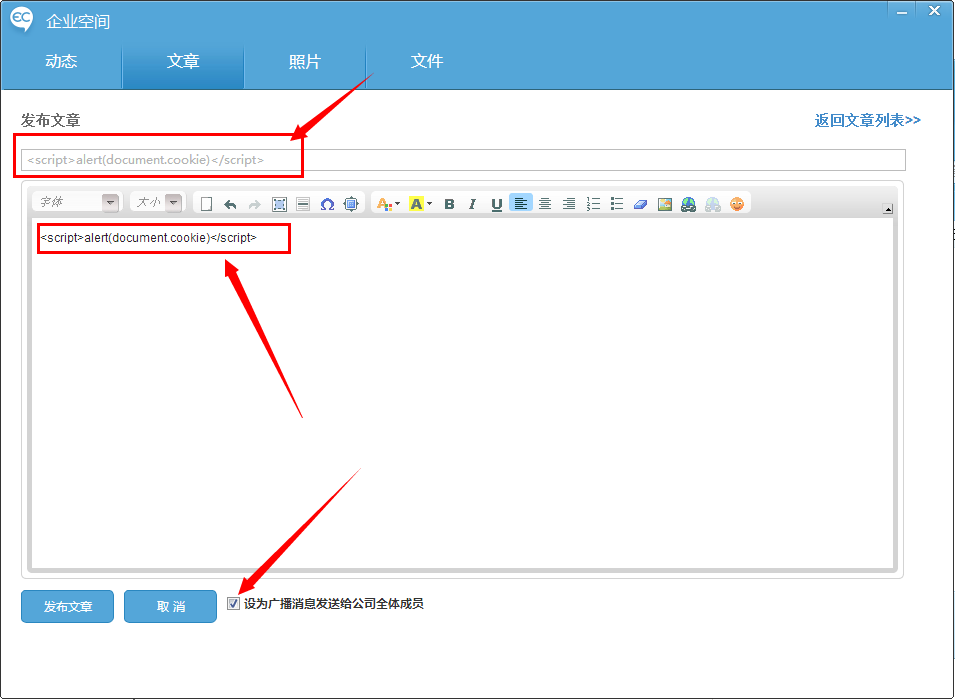 EC 企业空间
动态 文章 照片 文件
发布文章 返回文章列表>>
<script>alert(document.cookie)</script>
字体 大小 A A B I U
<script>alert(document.cookie)</script>
发布文章 取 消 设为广播消息发送给公司全体成员